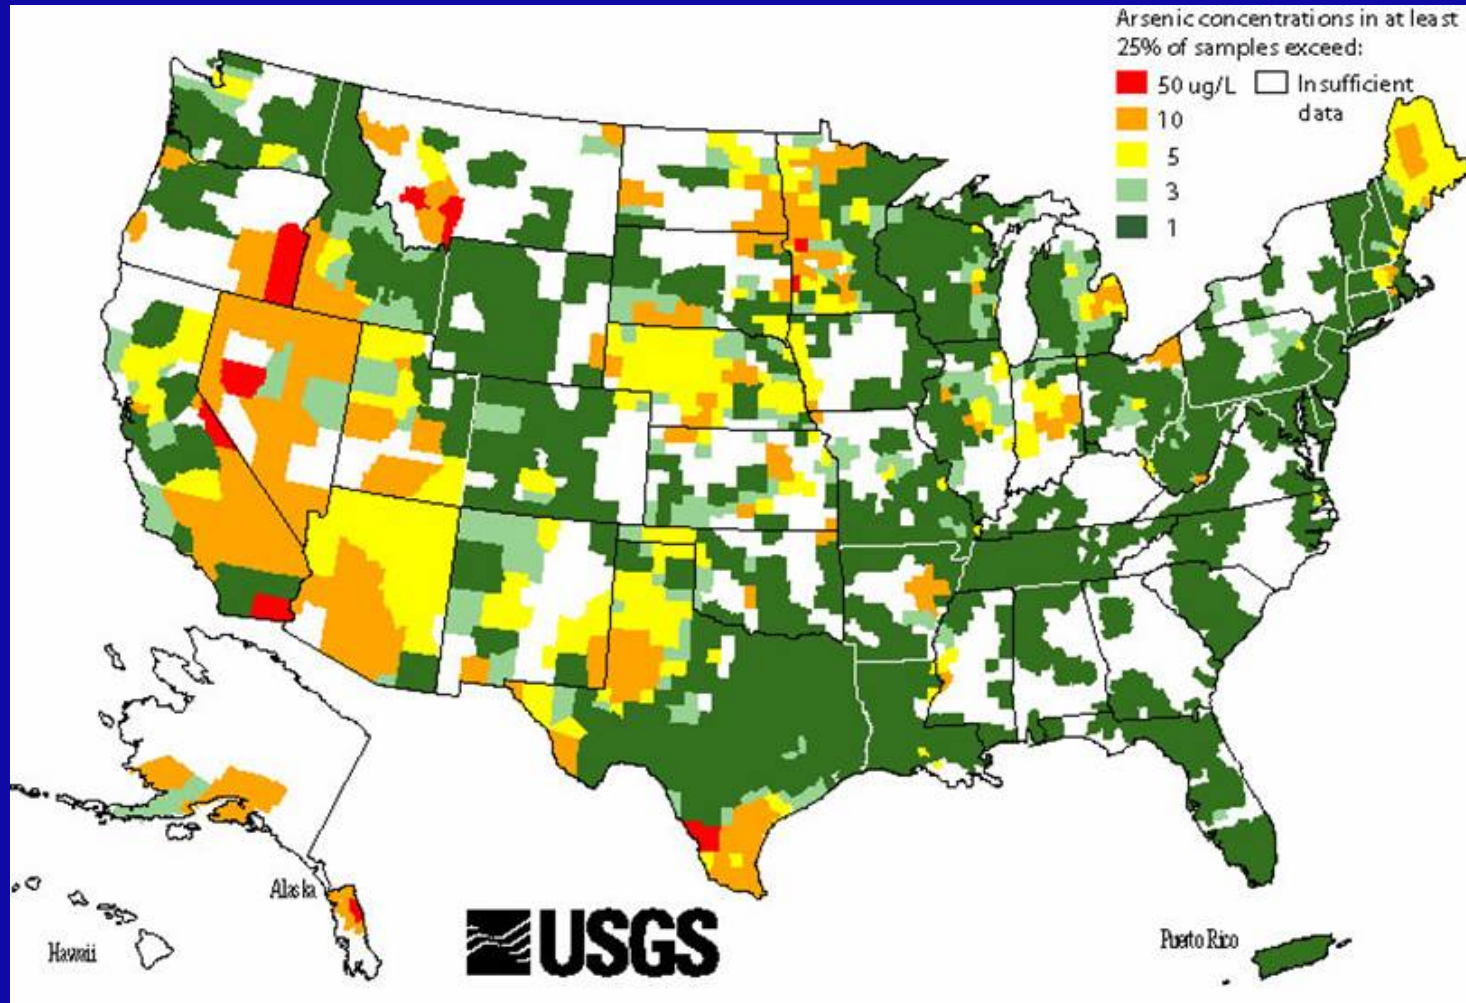 Arsenic concentrations in at least
25% of samples exceed:
50 ug/L Insufficient
data
10
5
3
1
Alaska
Hawaii
USGS
Puerto Rico